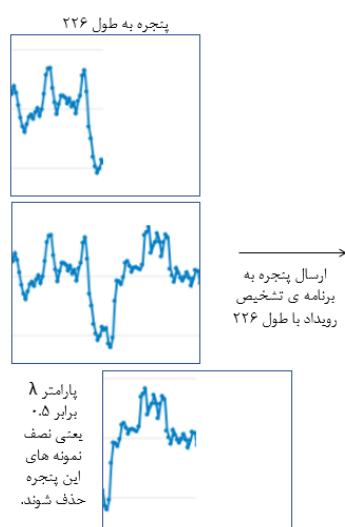 پنجره به طول ۲۲۶
ارسال پنجره به
برنامه ی تشخیص
رویداد با طول ۲۲۶
پارامتر λ
برابر ۰.۵
یعنی نصف
نمونه های
این پنجره
حذف شوند.